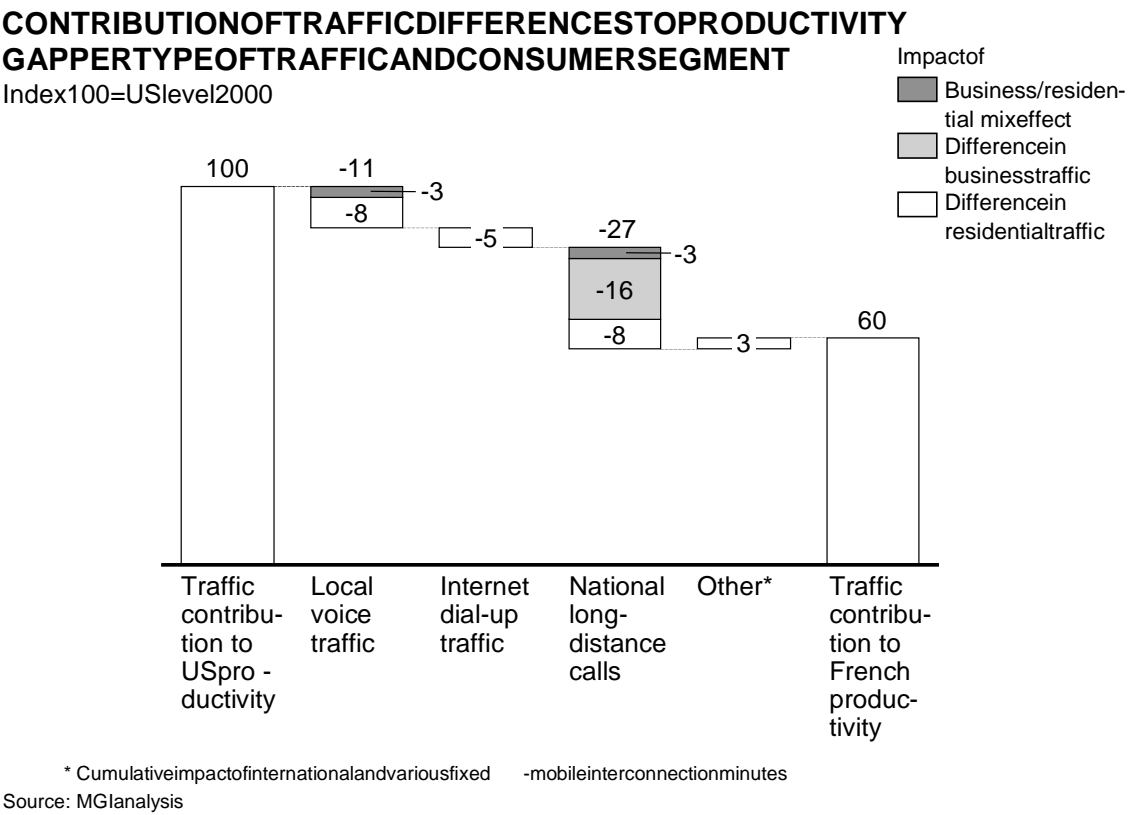 CONTRIBUTIONOFTRAFFICDIFFERENCESTOPRODUCTIVITY
GAPPERTYPEOFTRAFFICANDCONSUMERSEGMENT
Index100=USlevel2000
Impactof
Business/residen-
tial mixeffect
Differencein
businesstraffic
Differencein
residentialtraffic
100
-11
-3
-8
-5
-27
-3
-16
-8
3
60
Traffic
contribu-
tion to
USpro -
ductivity
Local
voice
traffic
Internet
dial-up
traffic
National
long-
distance
calls
Other*
Traffic
contribu-
tion to
French
produc-
tivity
* Cumulativeimpactofinternationalandvariousfixed -mobileinterconnectionminutes
Source: MGIanalysis